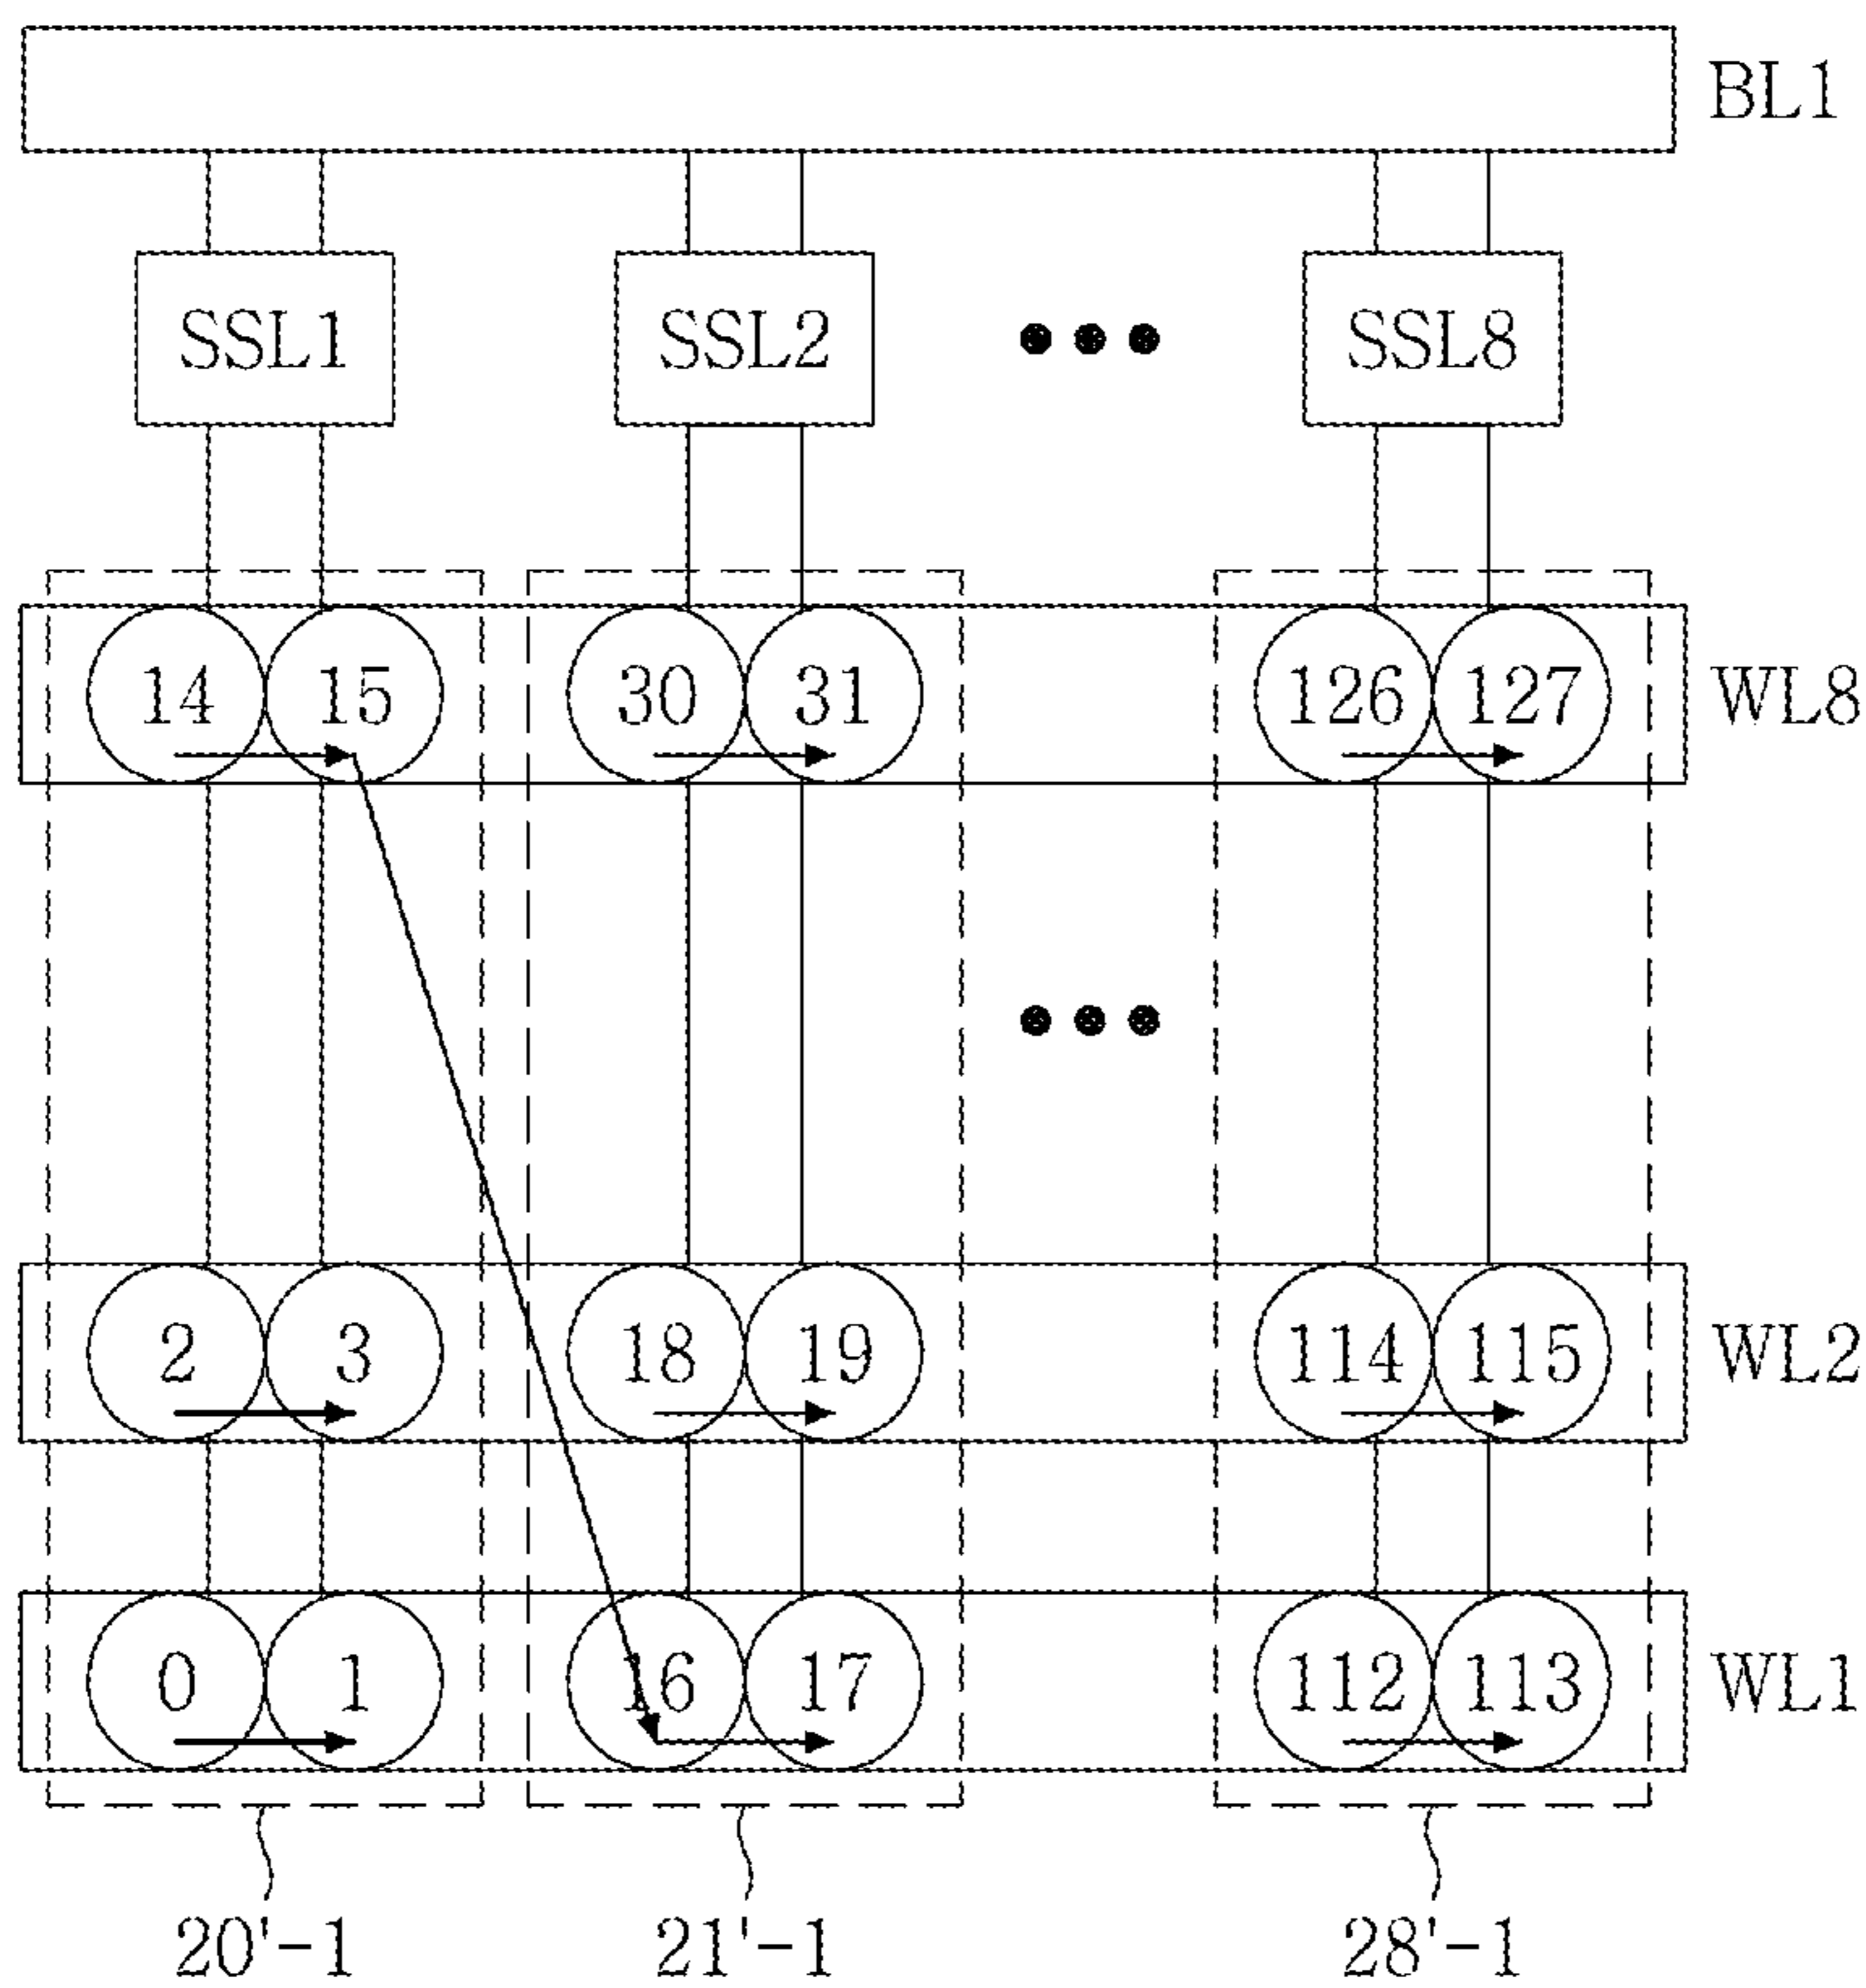 BL1
SSL1 SSL2 SSL8
14 15 30 31 126 127 WL8
2 3 18 19 114 115 WL2
0 1 16 17 112 113 WL1
20'-1 21'-1 28'-1